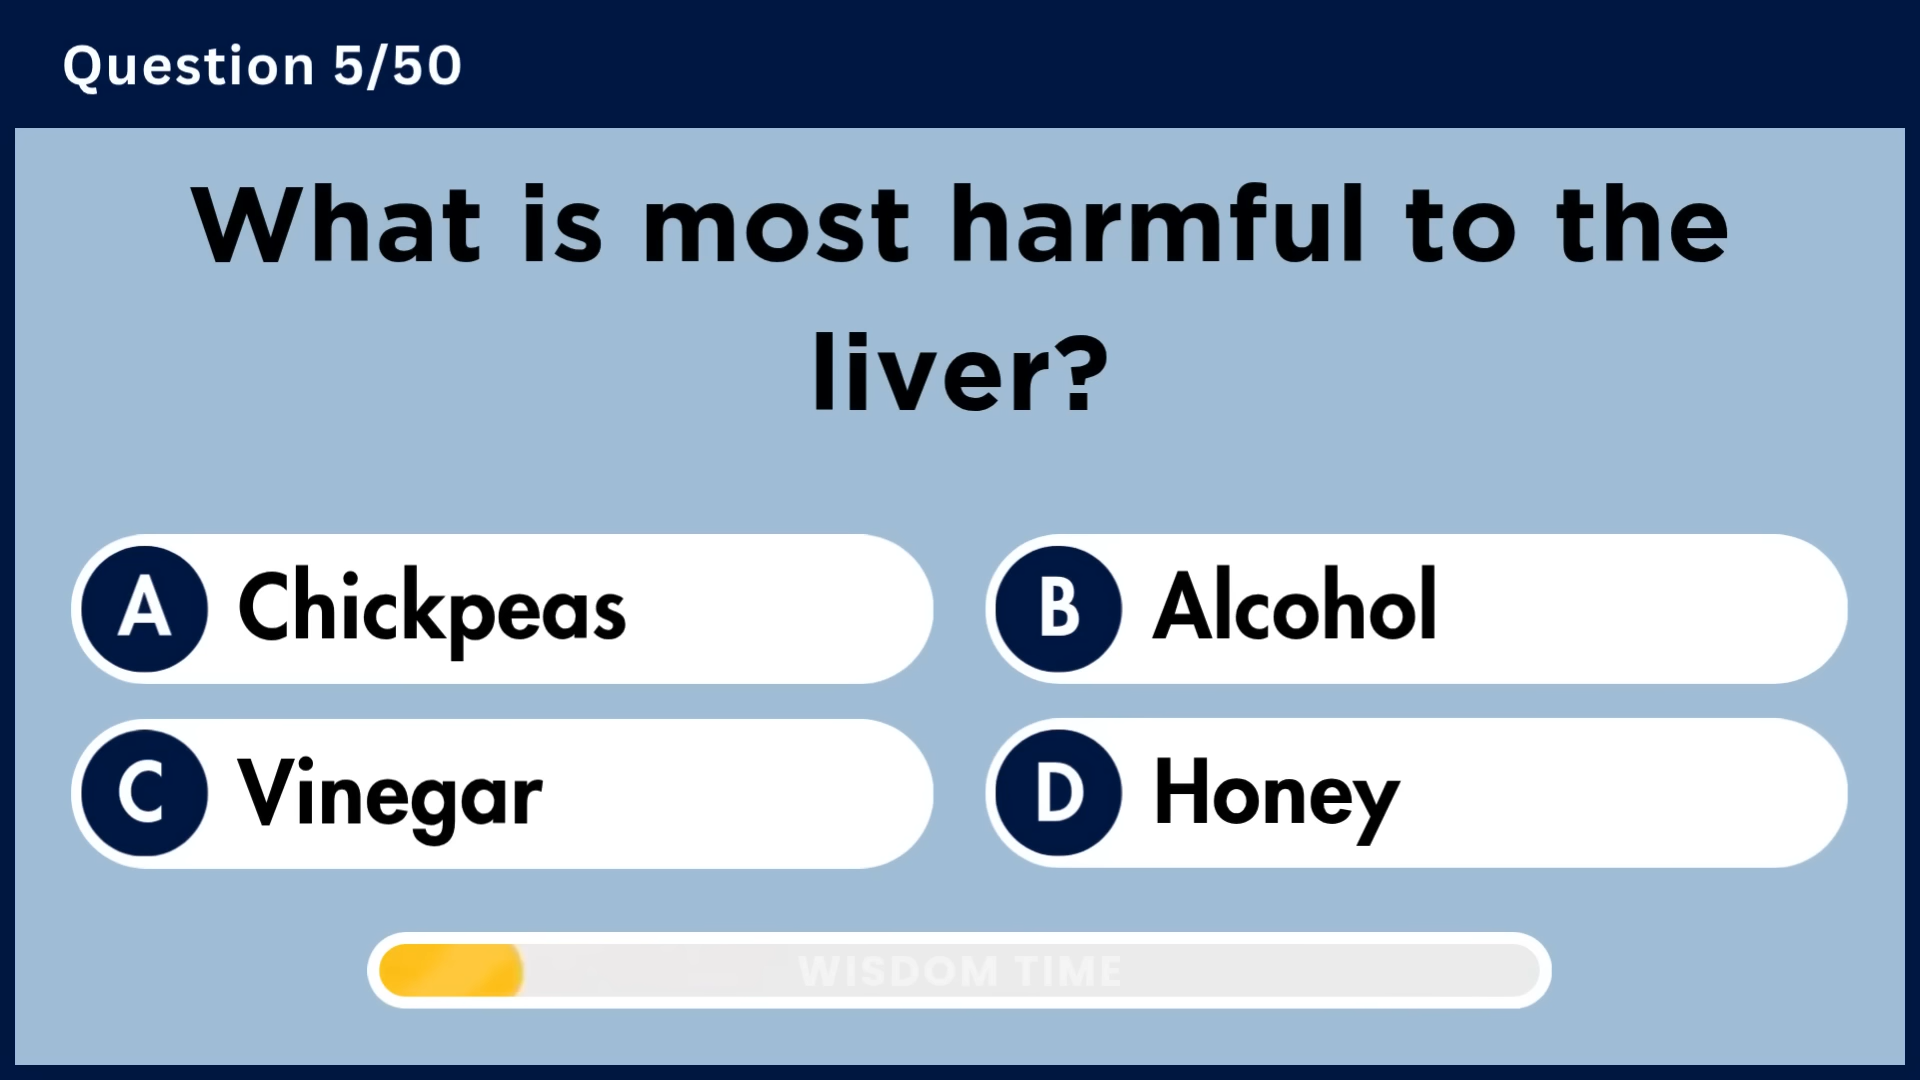 Question 5/50
What is most harmful to the
liver?
A Chickpeas
B Alcohol
C Vinegar
D Honey
WISDOM TIME